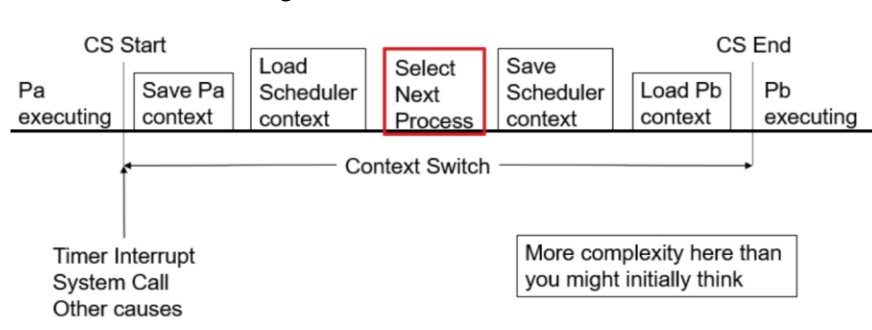 CS Start
CS End
Pa
executing
Save Pa
context
Load
Scheduler
context
Select
Next
Process
Save
Scheduler
context
Load Pb
context
Pb
executing
Context Switch
Timer Interrupt
System Call
Other causes
More complexity here than
you might initially think